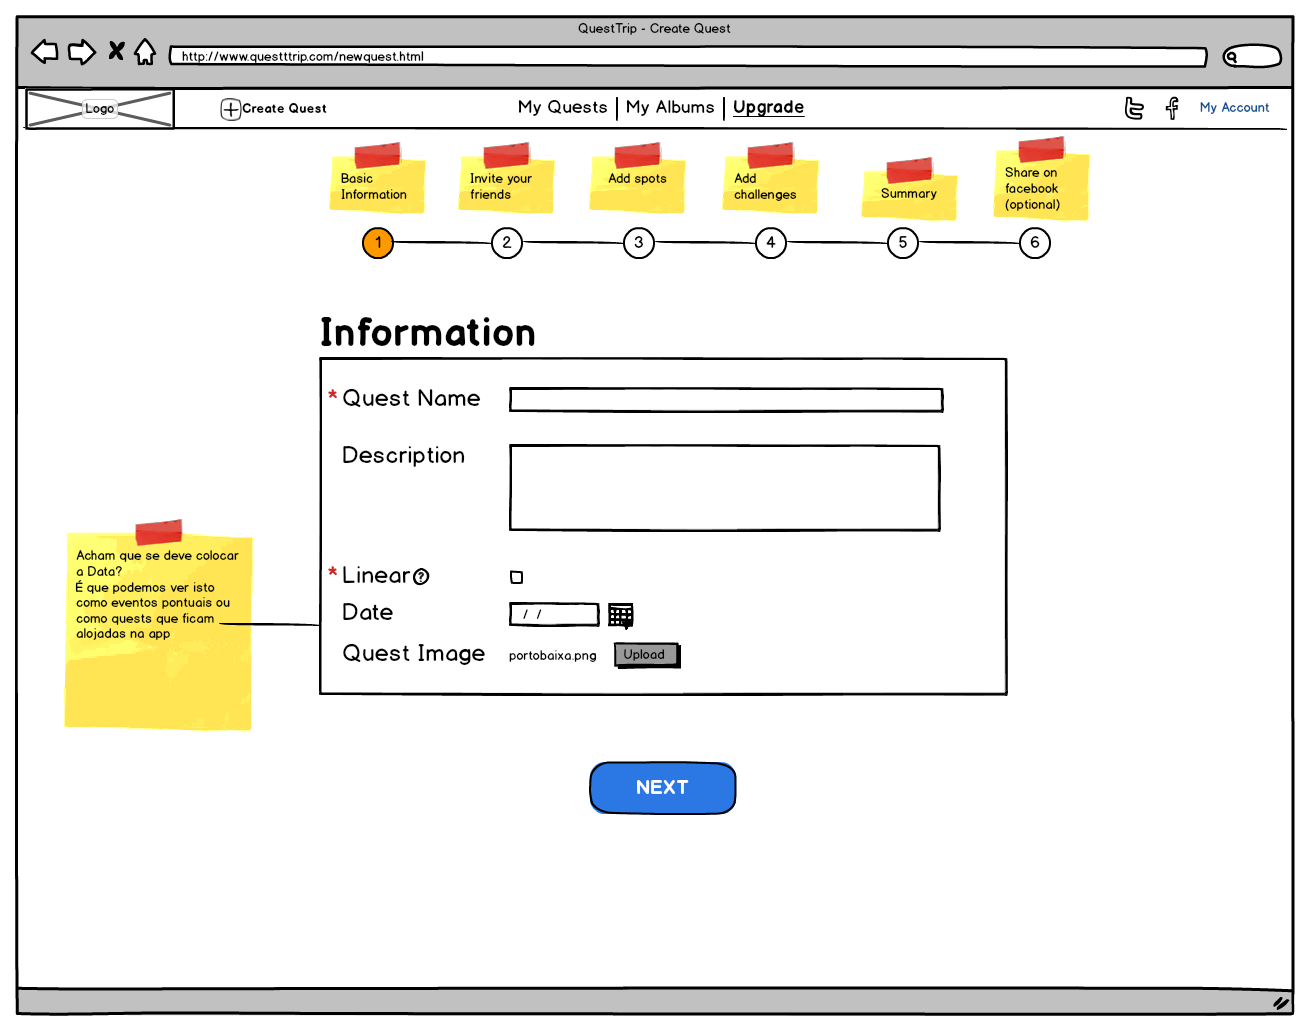 QuestTrip - Create Quest
http://www.questttrip.com/newquest.html
Logo
Create Quest
My Quests | My Albums | Upgrade
My Account
Basic
Information
Invite your
friends
Add spots
Add
challenges
Summary
Share on
facebook
(optional)
1 2 3 4 5 6
Information
* Quest Name
Description
* Linear ?
Date / /
Quest Image portobaixa.png Upload
Acham que se deve colocar
a Data?
É que podemos ver isto
como eventos pontuais ou
como quests que ficam
alojadas na app
NEXT